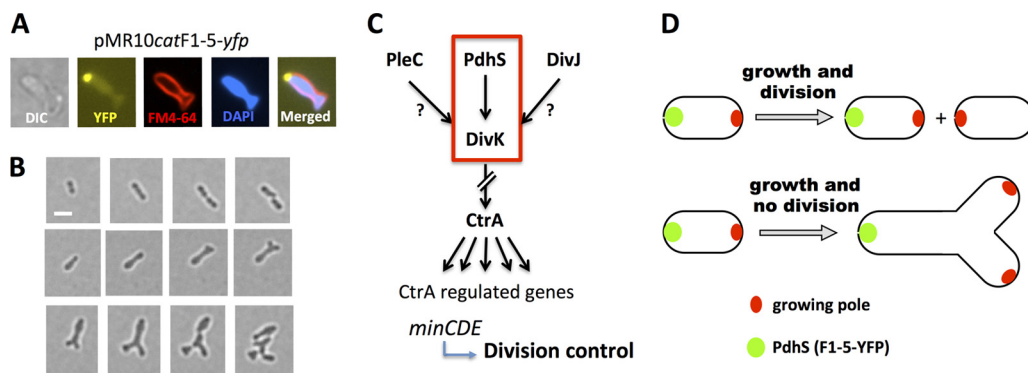 A
pMR10catF1-5-yfp
DIC
YFP
FM4-64
DAPI
Merged
B
C
PleC
PdhS
DivJ
?
?
DivK
CtrA
CtrA regulated genes
minCDE
Division control
D
growth and
division
+
growth and
no division
growing pole
PdhS (F1-5-YFP)